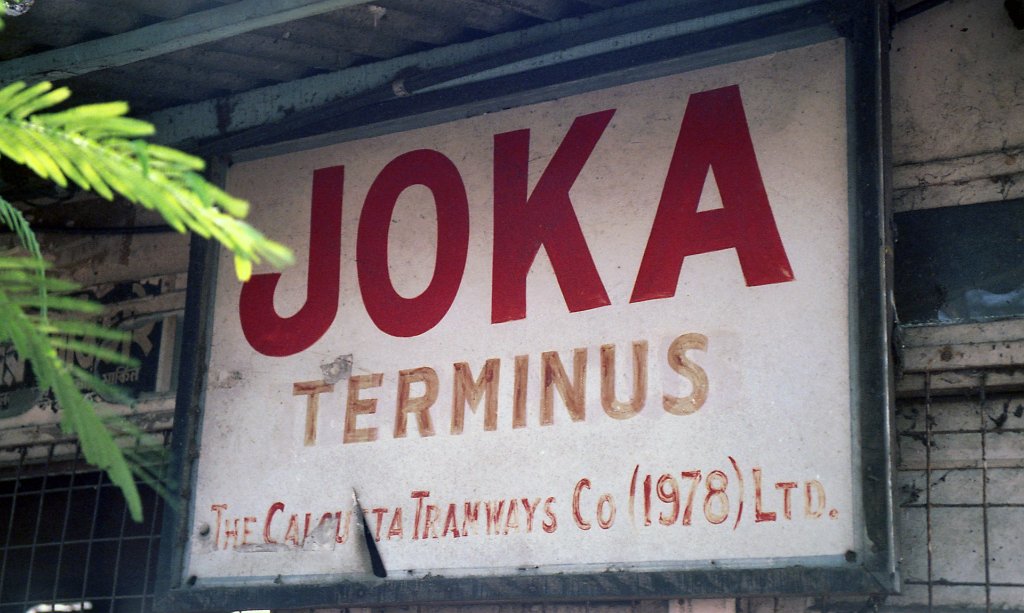 JOKA
TERMINUS
THE CALCUTTA TRAMWAYS CO (1978) LTD.